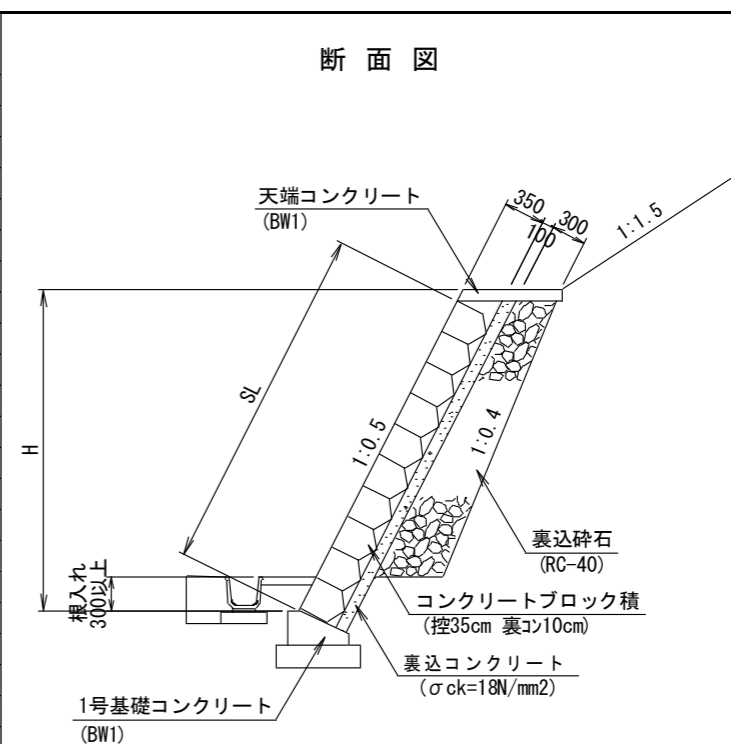 断 面 図
天端コンクリート
(BW1)
350
100
300
1:1.5
SL
H
1:0.5
1:0.4
裏込砕石
(RC-40)
根入れ
300以上
コンクリートブロック積
(控35cm 裏コン10cm)
裏込コンクリート
(σck=18N/mm2)
1号基礎コンクリート
(BW1)